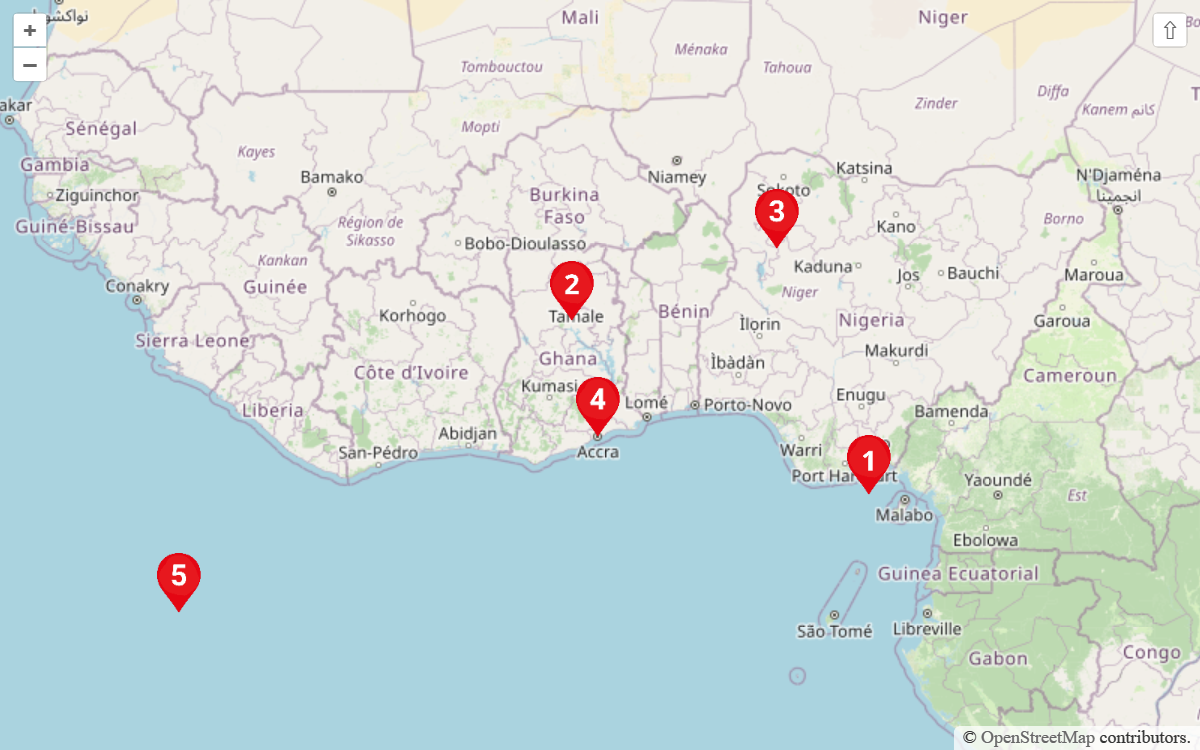 +
−
⇧
Mali
Niger
Ménaka
Tombouctou
Tahoua
Zinder
Diffa
Kanem كانم
Sénégal
Mopti
Kayes
Gambia
Ziguinchor
Bamako
Niamey
Katsina
Sokoto
N'Djaména
انجمينا
Burkina
Faso
Guiné-Bissau
Région de
Sikasso
Bobo-Dioulasso
3
Kano
Borno
Kankan
Guinée
Conakry
2
Kaduna
Jos
Bauchi
Maroua
Niger
Korhogo
Tamale
Bénin
Ìlorin
Nigeria
Garoua
Sierra Leone
Ghana
Ìbàdàn
Makurdi
Côte d’Ivoire
Kumasi
Cameroun
4
Lomé
Porto-Novo
Enugu
Liberia
Bamenda
Abidjan
San-Pédro
Accra
Warri
1
Port Harcourt
Yaoundé
Est
Malabo
Ebolowa
5
Guinea Ecuatorial
São Tomé
Libreville
Gabon
Congo
© OpenStreetMap contributors.